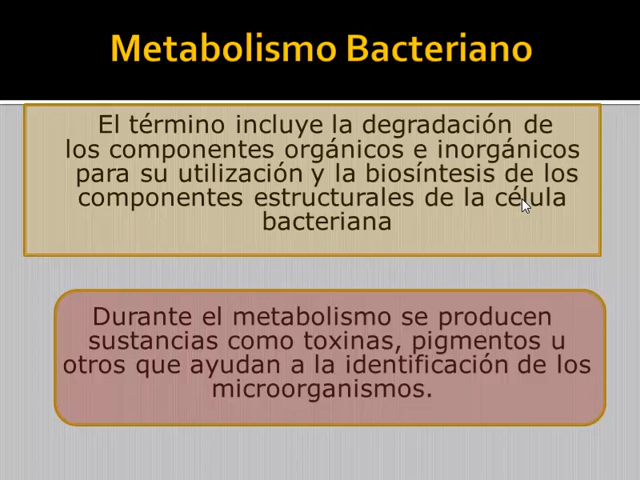 Metabolismo Bacteriano
El término incluye la degradación de
los componentes orgánicos e inorgánicos
para su utilización y la biosíntesis de los
componentes estructurales de la célula
bacteriana
Durante el metabolismo se producen
sustancias como toxinas, pigmentos u
otros que ayudan a la identificación de los
microorganismos.